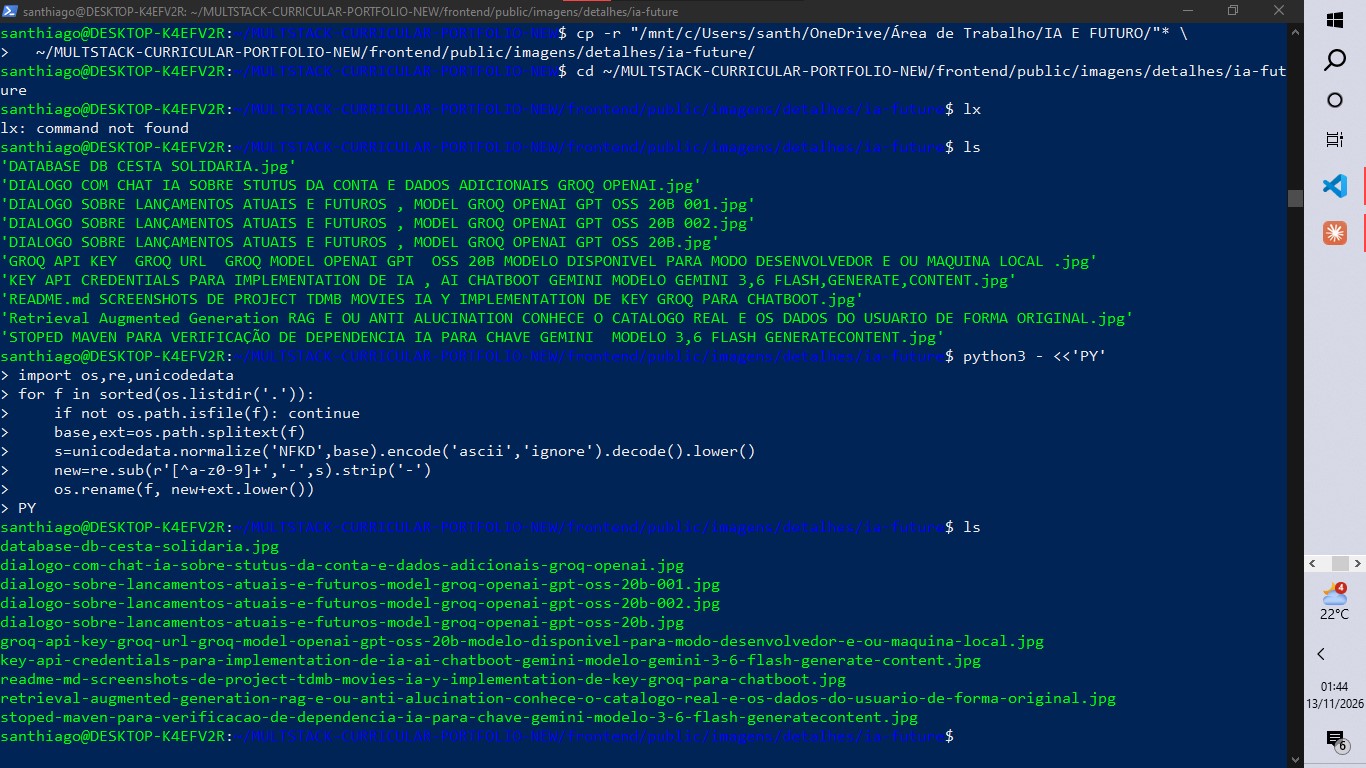 santhiago@DESKTOP-K4EFV2R: ~/MULTSTACK-CURRICULAR-PORTFOLIO-NEW/frontend/public/imagens/detalhes/ia-future
santhiago@DESKTOP-K4EFV2R:~/MULTSTACK-CURRICULAR-PORTFOLIO-NEW$ cp -r "/mnt/c/Users/santh/OneDrive/Área de Trabalho/IA E FUTURO/"* \
>   ~/MULTSTACK-CURRICULAR-PORTFOLIO-NEW/frontend/public/imagens/detalhes/ia-future/
santhiago@DESKTOP-K4EFV2R:~/MULTSTACK-CURRICULAR-PORTFOLIO-NEW$ cd ~/MULTSTACK-CURRICULAR-PORTFOLIO-NEW/frontend/public/imagens/detalhes/ia-fut
ure
santhiago@DESKTOP-K4EFV2R:~/MULTSTACK-CURRICULAR-PORTFOLIO-NEW/frontend/public/imagens/detalhes/ia-future$ lx
lx: command not found
santhiago@DESKTOP-K4EFV2R:~/MULTSTACK-CURRICULAR-PORTFOLIO-NEW/frontend/public/imagens/detalhes/ia-future$ ls
'DATABASE DB CESTA SOLIDARIA.jpg'
'DIALOGO COM CHAT IA SOBRE STUTUS DA CONTA E DADOS ADICIONAIS GROQ OPENAI.jpg'
'DIALOGO SOBRE LANÇAMENTOS ATUAIS E FUTUROS , MODEL GROQ OPENAI GPT OSS 20B 001.jpg'
'DIALOGO SOBRE LANÇAMENTOS ATUAIS E FUTUROS , MODEL GROQ OPENAI GPT OSS 20B 002.jpg'
'DIALOGO SOBRE LANÇAMENTOS ATUAIS E FUTUROS , MODEL GROQ OPENAI GPT OSS 20B.jpg'
'GROQ API KEY  GROQ URL  GROQ MODEL OPENAI GPT  OSS 20B MODELO DISPONIVEL PARA MODO DESENVOLVEDOR E OU MAQUINA LOCAL .jpg'
'KEY API CREDENTIALS PARA IMPLEMENTATION DE IA , AI CHATBOOT GEMINI MODELO GEMINI 3,6 FLASH,GENERATE,CONTENT.jpg'
'README.md SCREENSHOTS DE PROJECT TDMB MOVIES IA Y IMPLEMENTATION DE KEY GROQ PARA CHATBOOT.jpg'
'Retrieval Augmented Generation RAG E OU ANTI ALUCINATION CONHECE O CATALOGO REAL E OS DADOS DO USUARIO DE FORMA ORIGINAL.jpg'
'STOPED MAVEN PARA VERIFICAÇÃO DE DEPENDENCIA IA PARA CHAVE GEMINI  MODELO 3,6 FLASH GENERATECONTENT.jpg'
santhiago@DESKTOP-K4EFV2R:~/MULTSTACK-CURRICULAR-PORTFOLIO-NEW/frontend/public/imagens/detalhes/ia-future$ python3 - <<'PY'
> import os,re,unicodedata
> for f in sorted(os.listdir('.')):
>     if not os.path.isfile(f): continue
>     base,ext=os.path.splitext(f)
>     s=unicodedata.normalize('NFKD',base).encode('ascii','ignore').decode().lower()
>     new=re.sub(r'[^a-z0-9]+','-',s).strip('-')
>     os.rename(f, new+ext.lower())
> PY
santhiago@DESKTOP-K4EFV2R:~/MULTSTACK-CURRICULAR-PORTFOLIO-NEW/frontend/public/imagens/detalhes/ia-future$ ls
database-db-cesta-solidaria.jpg
dialogo-com-chat-ia-sobre-stutus-da-conta-e-dados-adicionais-groq-openai.jpg
dialogo-sobre-lancamentos-atuais-e-futuros-model-groq-openai-gpt-oss-20b-001.jpg
dialogo-sobre-lancamentos-atuais-e-futuros-model-groq-openai-gpt-oss-20b-002.jpg
dialogo-sobre-lancamentos-atuais-e-futuros-model-groq-openai-gpt-oss-20b.jpg
groq-api-key-groq-url-groq-model-openai-gpt-oss-20b-modelo-disponivel-para-modo-desenvolvedor-e-ou-maquina-local.jpg
key-api-credentials-para-implementation-de-ia-ai-chatboot-gemini-modelo-gemini-3-6-flash-generate-content.jpg
readme-md-screenshots-de-project-tdmb-movies-ia-y-implementation-de-key-groq-para-chatboot.jpg
retrieval-augmented-generation-rag-e-ou-anti-alucination-conhece-o-catalogo-real-e-os-dados-do-usuario-de-forma-original.jpg
stoped-maven-para-verificacao-de-dependencia-ia-para-chave-gemini-modelo-3-6-flash-generatecontent.jpg
santhiago@DESKTOP-K4EFV2R:~/MULTSTACK-CURRICULAR-PORTFOLIO-NEW/frontend/public/imagens/detalhes/ia-future$
4
22°C
01:44
13/11/2026
6